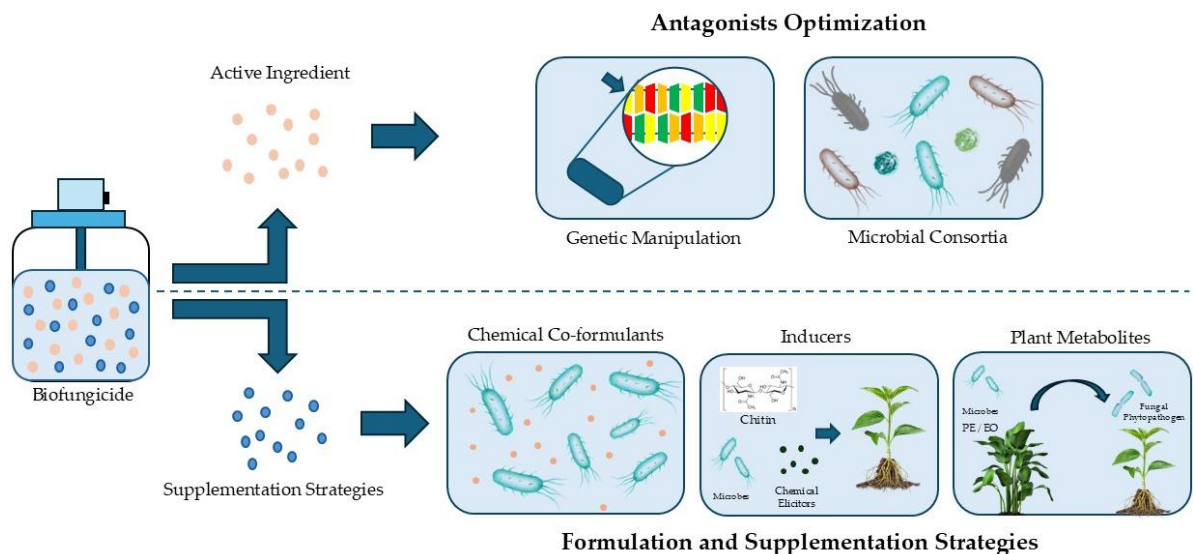 Antagonists Optimization
Active Ingredient
Genetic Manipulation
Microbial Consortia
Biofungicide
Supplementation Strategies
Chemical Co-formulants
Inducers
Chitin
Microbes
Chemical
Elicitors
Plant Metabolites
Microbes
PE / EO
Fungal
Phytopathogen
Formulation and Supplementation Strategies